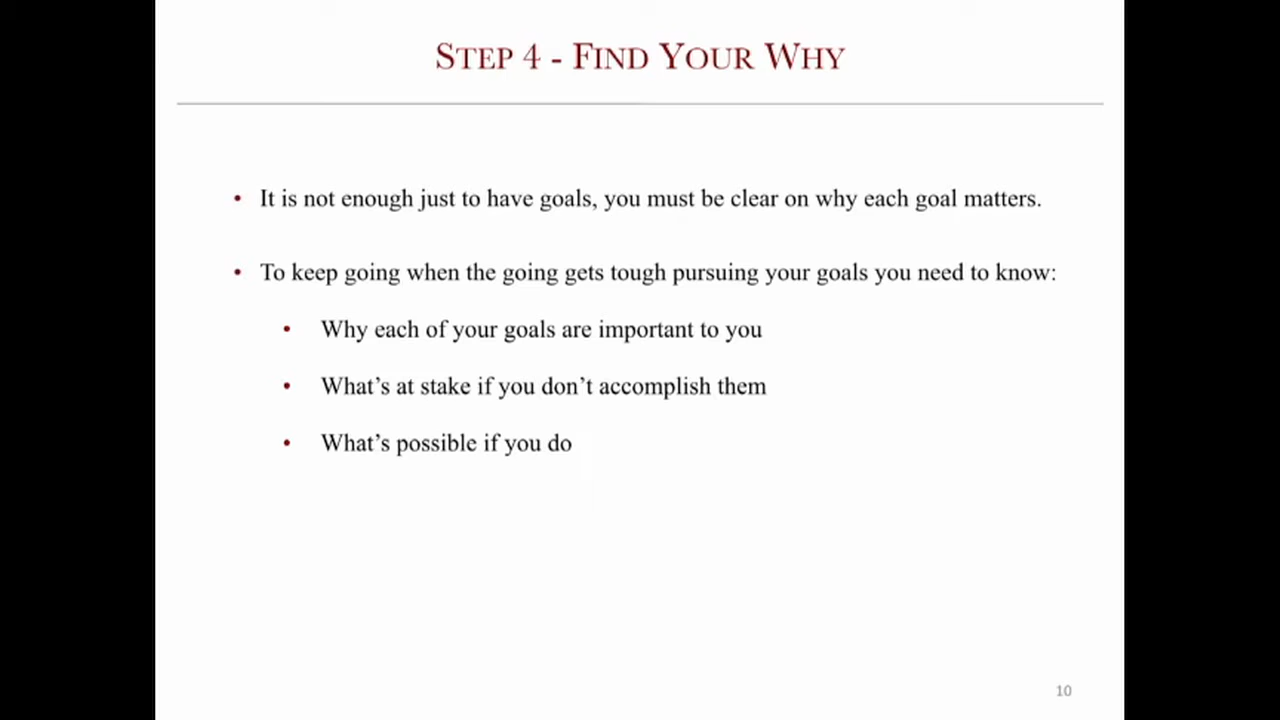 STEP 4 - FIND YOUR WHY
• It is not enough just to have goals, you must be clear on why each goal matters.
• To keep going when the going gets tough pursuing your goals you need to know:
• Why each of your goals are important to you
• What’s at stake if you don’t accomplish them
• What’s possible if you do
10